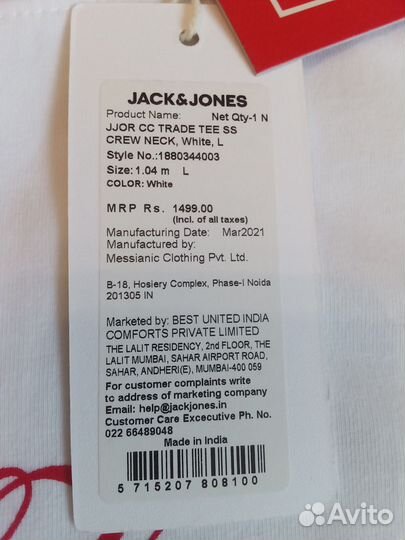 JACK&JONES
Product Name: Net Qty-1 N
JJOR CC TRADE TEE SS
CREW NECK, White, L
Style No.:1880344003
Size: 1.04 m L
COLOR: White
MRP Rs. 1499.00
(Incl. of all taxes)
Manufacturing Date: Mar2021
Manufactured by:
Messianic Clothing Pvt. Ltd.
B-18, Hosiery Complex, Phase-I Noida
201305 IN
Marketed by: BEST UNITED INDIA
COMFORTS PRIVATE LIMITED
THE LALIT RESIDENCY, 2nd FLOOR, THE
LALIT MUMBAI, SAHAR AIRPORT ROAD,
SAHAR, ANDHERI(E), MUMBAI-400 059
For customer complaints write
to address of marketing company
Email: help@jackjones.in
Customer Care Excecutive Ph. No.
022 66489048
Made in India
5 715207 808100
Avito